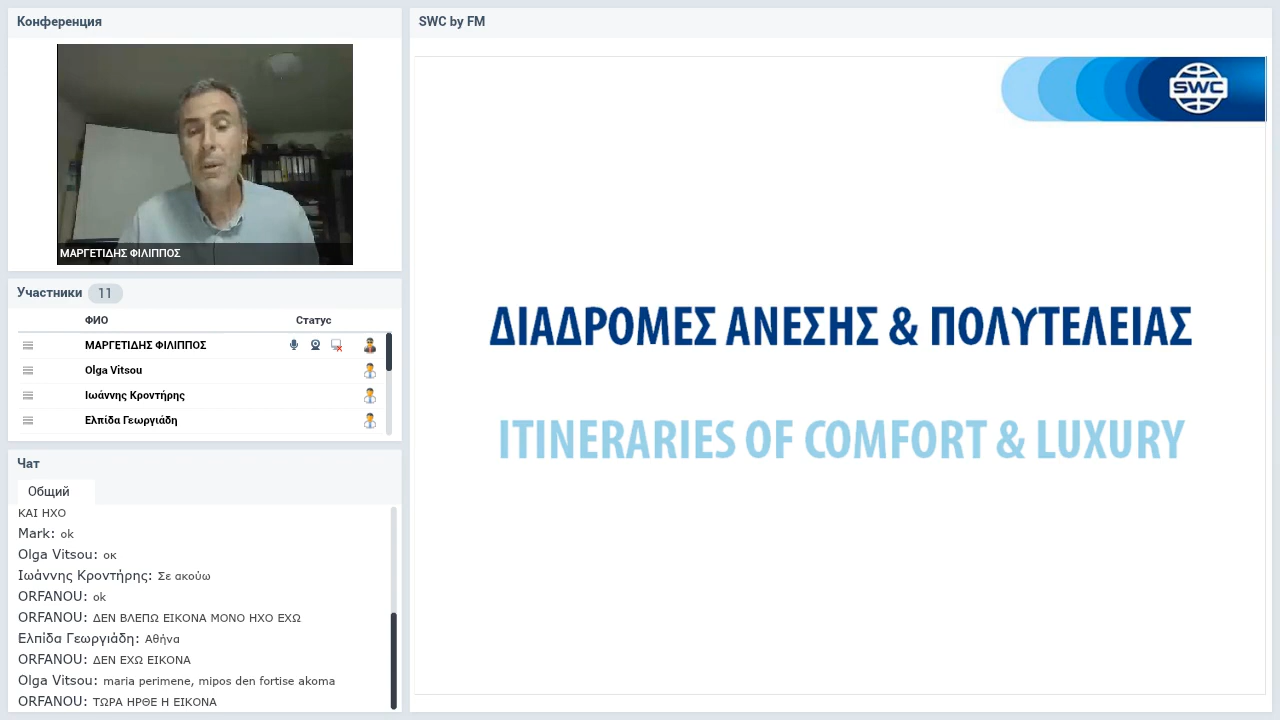 Конференция
ΜΑΡΓΕΤΙΔΗΣ ΦΙΛΙΠΠΟΣ
Участники 11
ФИО Статус
ΜΑΡΓΕΤΙΔΗΣ ΦΙΛΙΠΠΟΣ
Olga Vitsou
Ιωάννης Κροντήρης
Ελπίδα Γεωργιάδη
Чат
Общий
ΚΑΙ ΗΧΟ
Mark: ok
Olga Vitsou: οκ
Ιωάννης Κροντήρης: Σε ακούω
ORFANOU: ok
ORFANOU: ΔΕΝ ΒΛΕΠΩ ΕΙΚΟΝΑ ΜΟΝΟ ΗΧΟ ΕΧΩ
Ελπίδα Γεωργιάδη: Αθήνα
ORFANOU: ΔΕΝ ΕΧΩ ΕΙΚΟΝΑ
Olga Vitsou: maria perimene, mipos den fortise akoma
ORFANOU: ΤΩΡΑ ΗΡΘΕ Η ΕΙΚΟΝΑ
SWC by FM
SWC
ΔΙΑΔΡΟΜΕΣ ΑΝΕΣΗΣ & ΠΟΛΥΤΕΛΕΙΑΣ
ITINERARIES OF COMFORT & LUXURY